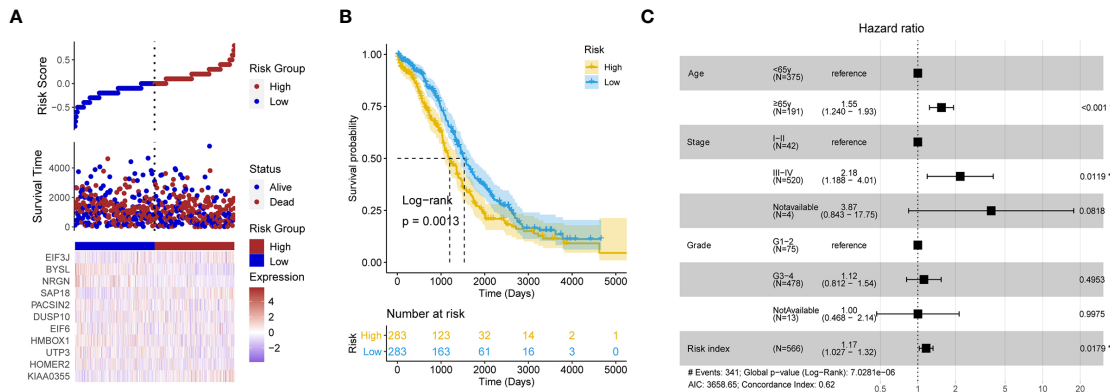 A
Risk Score
0.5
0.0
−0.5
Risk Group
High
Low
Survival Time
4000
2000
0
Status
Alive
Dead
Risk Group
High
Low
Expression
4
2
0
−2
EIF3J
BYSL
NRGN
SAP18
PACSIN2
DUSP10
EIF6
HMBOX1
UTP3
HOMER2
KIAA0355
B
Risk
High
Low
Survival probability
1.00
0.75
0.50
0.25
0.00
Log−rank
p = 0.0013
0 1000 2000 3000 4000 5000
Time (Days)
Number at risk
Risk
High 283 123 32 14 2 1
Low 283 163 61 16 3 0
0 1000 2000 3000 4000 5000
Time (Days)
C
Hazard ratio
Age <65y reference
(N=375)
≥65y 1.55 <0.001
(N=191) (1.240 − 1.93)
Stage I−II reference
(N=42)
III−IV 2.18 0.0119 *
(N=520) (1.188 − 4.01)
Notavailable 3.87 0.0818
(N=4) (0.843 − 17.75)
Grade G1−2 reference
(N=75)
G3−4 1.12 0.4953
(N=478) (0.812 − 1.54)
NotAvailable 1.00 0.9975
(N=13) (0.468 − 2.14)
Risk index (N=566) 1.17 0.0179 *
(1.027 − 1.32)
# Events: 341; Global p−value (Log−Rank): 7.0281e−06
AIC: 3658.65; Concordance Index: 0.62
0.5 1 2 5 10 20